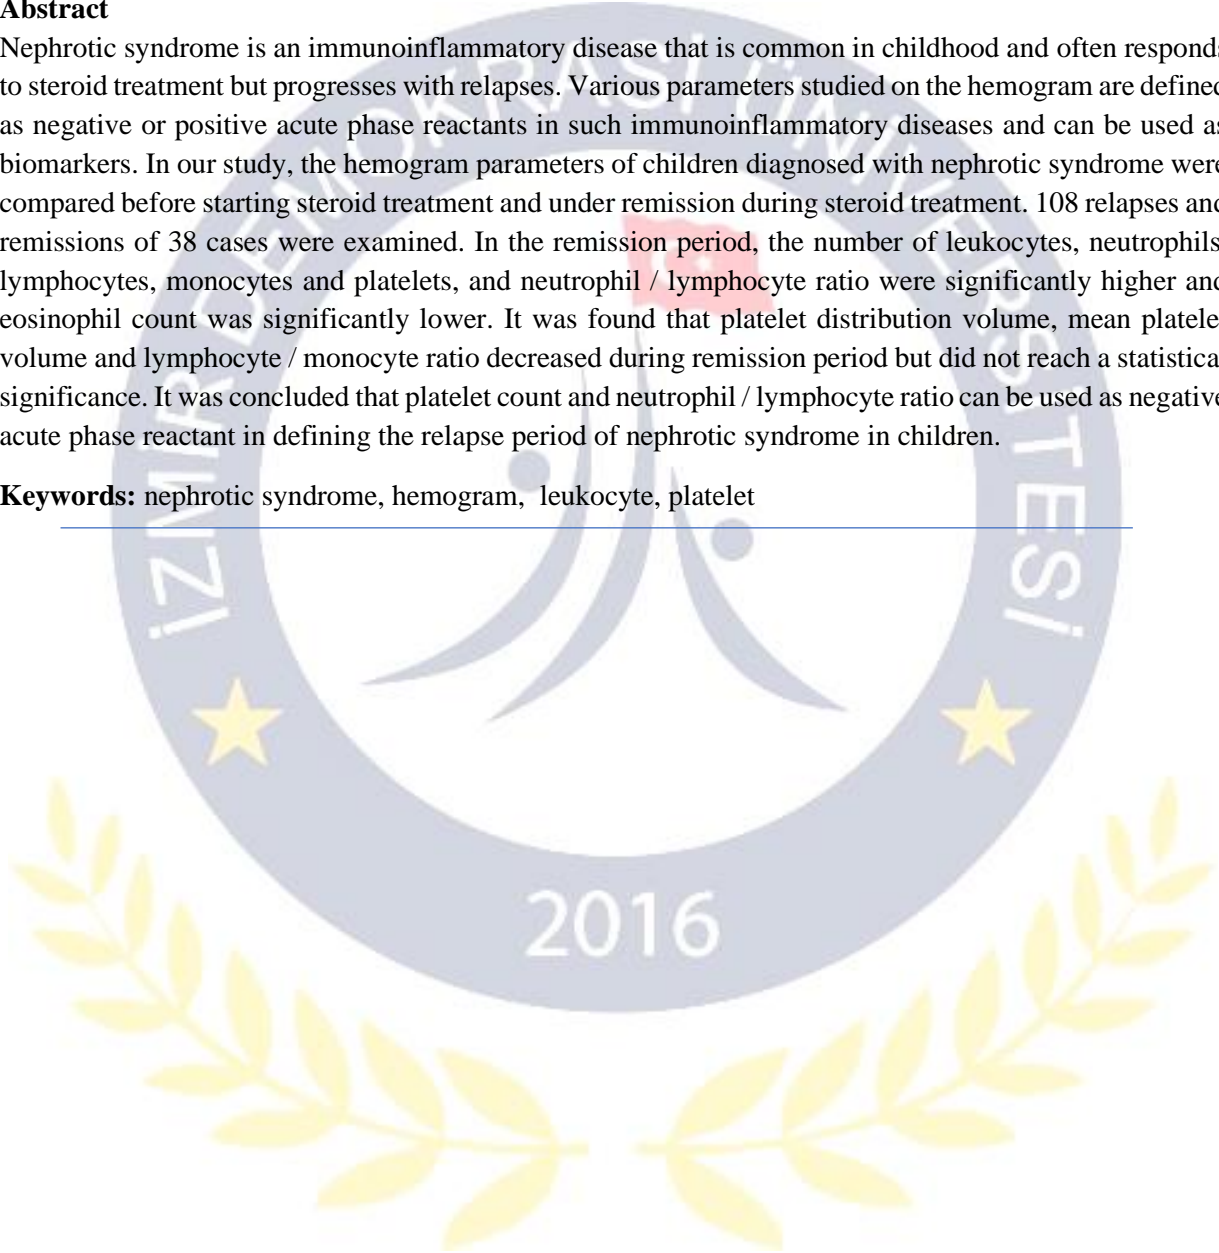 Abstract
Nephrotic syndrome is an immunoinflammatory disease that is common in childhood and often responds
to steroid treatment but progresses with relapses. Various parameters studied on the hemogram are defined
as negative or positive acute phase reactants in such immunoinflammatory diseases and can be used as
biomarkers. In our study, the hemogram parameters of children diagnosed with nephrotic syndrome were
compared before starting steroid treatment and under remission during steroid treatment. 108 relapses and
remissions of 38 cases were examined. In the remission period, the number of leukocytes, neutrophils
lymphocytes, monocytes and platelets, and neutrophil / lymphocyte ratio were significantly higher and
eosinophil count was significantly lower. It was found that platelet distribution volume, mean platele
volume and lymphocyte / monocyte ratio decreased during remission period but did not reach a statistica
significance. It was concluded that platelet count and neutrophil / lymphocyte ratio can be used as negative
acute phase reactant in defining the relapse period of nephrotic syndrome in children.
Keywords: nephrotic syndrome, hemogram, leukocyte, platelet
İZMİR DEMOKRASİ ÜNİVERSİTESİ
2016